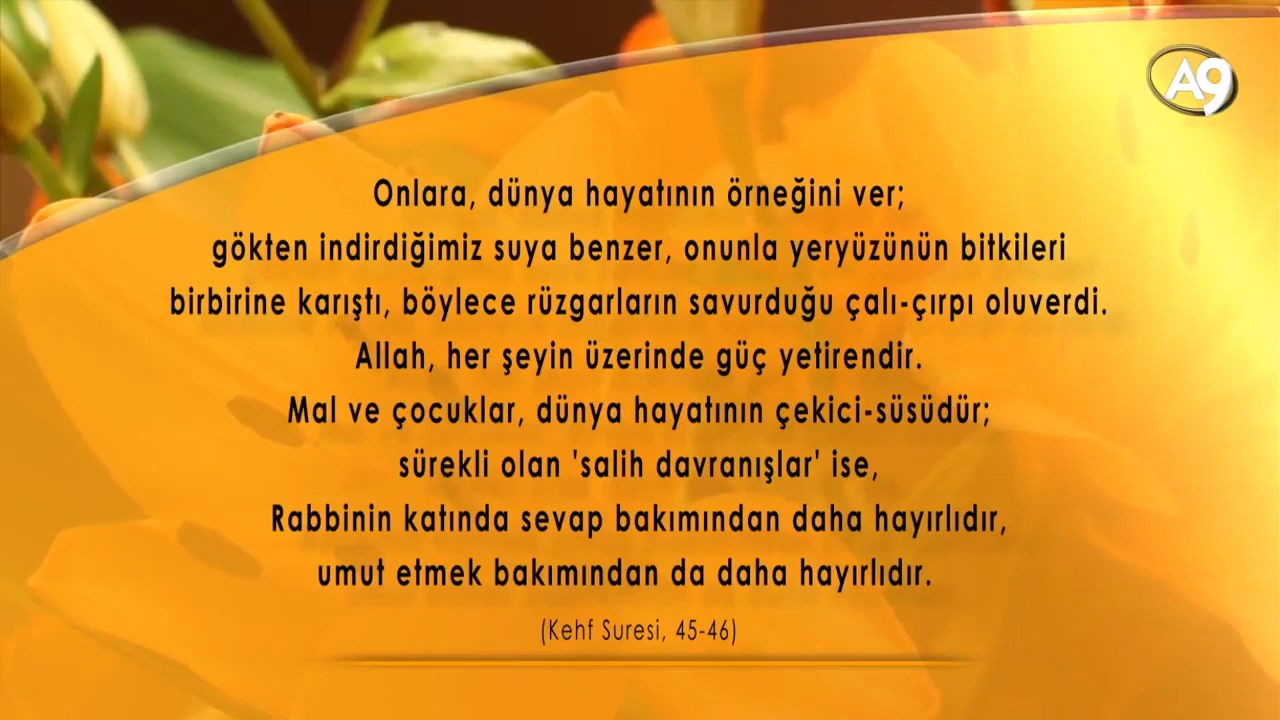 A9
Onlara, dünya hayatının örneğini ver;
gökten indirdiğimiz suya benzer, onunla yeryüzünün bitkileri
birbirine karıştı, böylece rüzgarların savurduğu çalı-çırpı oluverdi.
Allah, her şeyin üzerinde güç yetirendir.
Mal ve çocuklar, dünya hayatının çekici-süsüdür;
sürekli olan 'salih davranışlar' ise,
Rabbinin katında sevap bakımından daha hayırlıdır,
umut etmek bakımından da daha hayırlıdır.
(Kehf Suresi, 45-46)